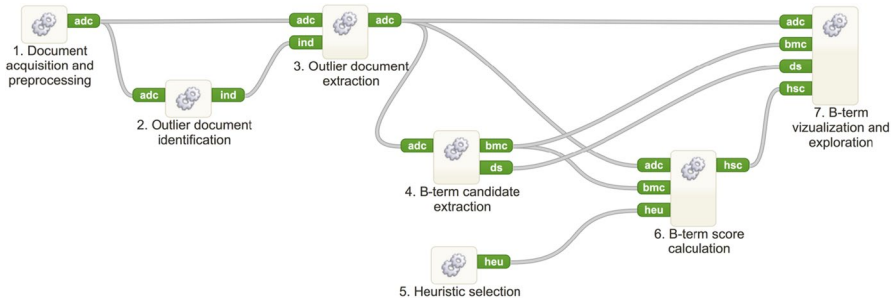 adc
1. Document
acquisition and
preprocessing
adc
ind
2. Outlier document
identification
adc
ind
adc
3. Outlier document
extraction
adc
bmc
ds
4. B-term candidate
extraction
heu
5. Heuristic selection
adc
bmc
heu
hsc
6. B-term score
calculation
adc
bmc
ds
hsc
7. B-term
vizualization and
exploration